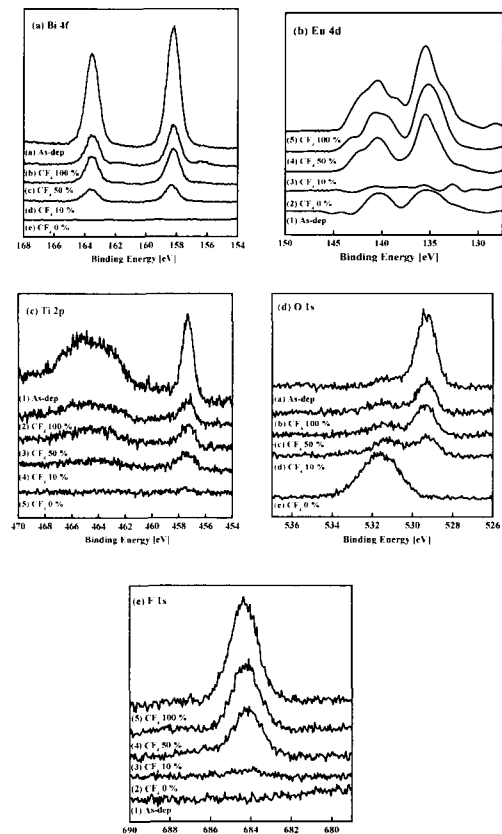 (a) Bi 4f
(a) As-dep
(b) CF4 100 %
(c) CF4 50 %
(d) CF4 10 %
(e) CF4 0 %
168 166 164 162 160 158 156 154
Binding Energy [eV]
(b) Eu 4d
(5) CF4 100 %
(4) CF4 50 %
(3) CF4 10 %
(2) CF4 0 %
(1) As-dep
150 145 140 135 130
Binding Energy [eV]
(c) Ti 2p
(1) As-dep
(2) CF4 100 %
(3) CF4 50 %
(4) CF4 10 %
(5) CF4 0 %
470 468 466 464 462 460 458 456 454
Binding Energy [eV]
(d) O 1s
(a) As-dep
(b) CF4 100 %
(c) CF4 50 %
(d) CF4 10 %
(e) CF4 0 %
536 534 532 530 528 526
Binding Energy [eV]
(e) F 1s
(5) CF4 100 %
(4) CF4 50 %
(3) CF4 10 %
(2) CF4 0 %
(1) As-dep
690 688 686 684 682 680
Binding Energy [eV]